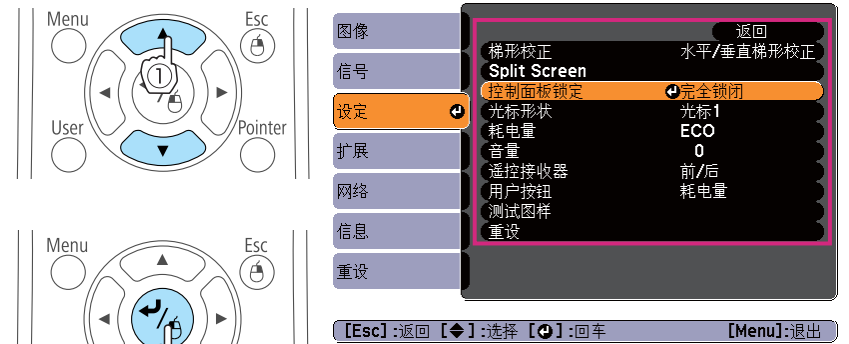 Menu
Esc
①
User
Pointer
Menu
Esc
图像
信号
设定
扩展
网络
信息
重设
返回
梯形校正 水平/垂直梯形校正
Split Screen
控制面板锁定 完全锁闭
光标形状 光标1
耗电量 ECO
音量 0
遥控接收器 前/后
用户按钮 耗电量
测试图样
重设
[Esc]:返回 [◆]:选择 [⏎]:回车 [Menu]:退出